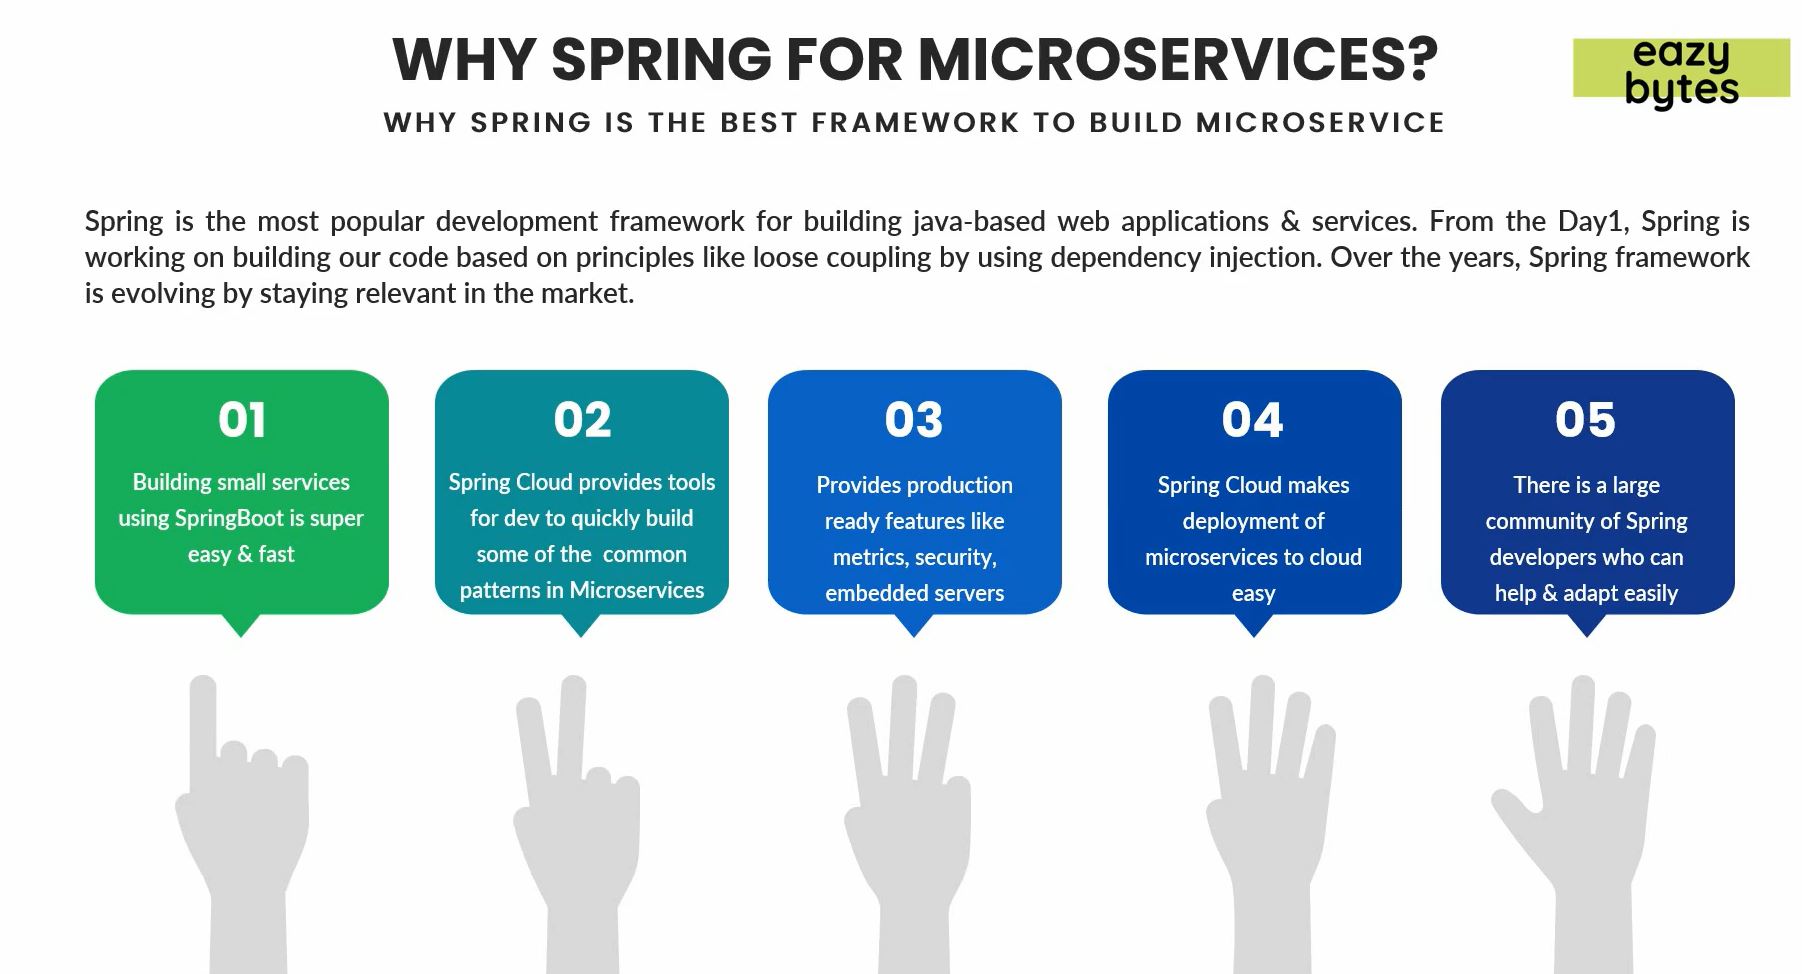 WHY SPRING FOR MICROSERVICES?
eazy
bytes
WHY SPRING IS THE BEST FRAMEWORK TO BUILD MICROSERVICE
Spring is the most popular development framework for building java-based web applications & services. From the Day1, Spring is
working on building our code based on principles like loose coupling by using dependency injection. Over the years, Spring framework
is evolving by staying relevant in the market.
01
Building small services
using SpringBoot is super
easy & fast
02
Spring Cloud provides tools
for dev to quickly build
some of the common
patterns in Microservices
03
Provides production
ready features like
metrics, security,
embedded servers
04
Spring Cloud makes
deployment of
microservices to cloud
easy
05
There is a large
community of Spring
developers who can
help & adapt easily